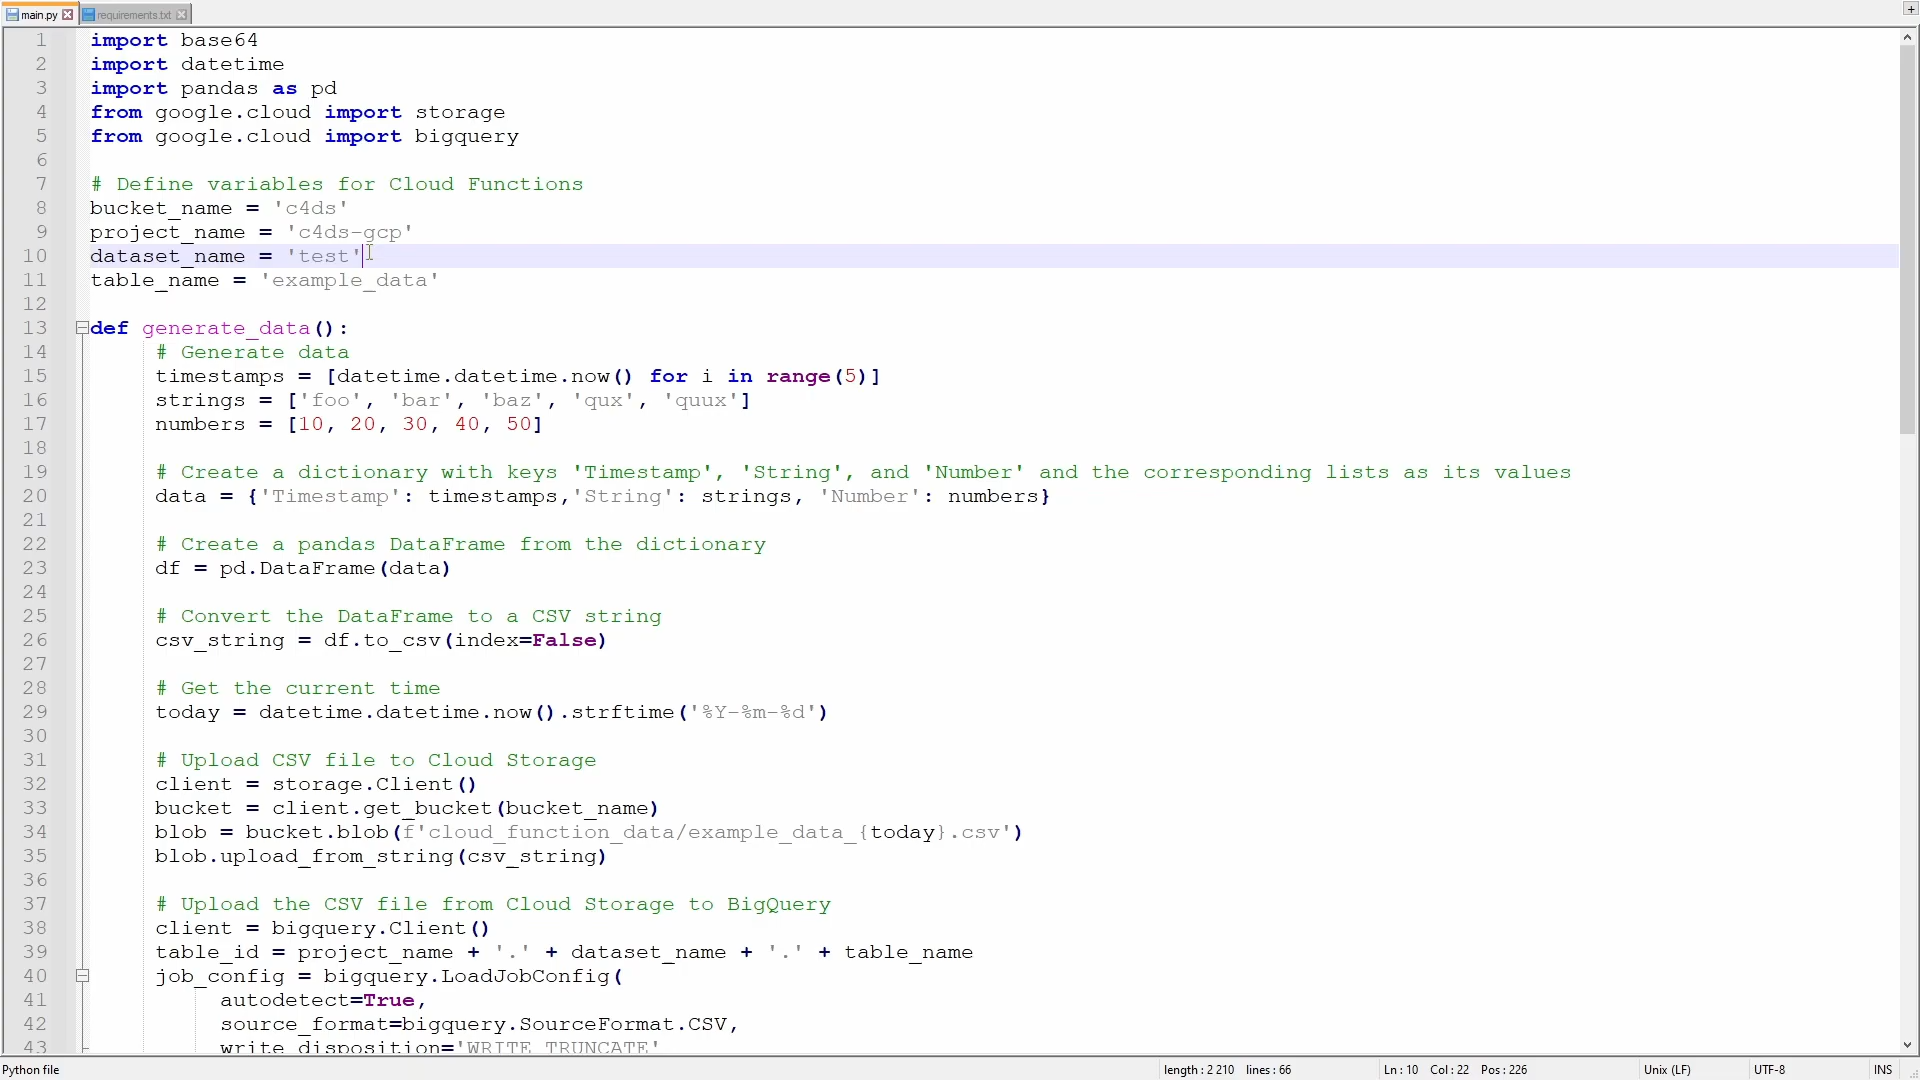 main.py requirements.txt
1 import base64
2 import datetime
3 import pandas as pd
4 from google.cloud import storage
5 from google.cloud import bigquery
6
7 # Define variables for Cloud Functions
8 bucket_name = 'c4ds'
9 project_name = 'c4ds-gcp'
10 dataset_name = 'test'
11 table_name = 'example_data'
12
13 def generate_data():
14 # Generate data
15 timestamps = [datetime.datetime.now() for i in range(5)]
16 strings = ['foo', 'bar', 'baz', 'qux', 'quux']
17 numbers = [10, 20, 30, 40, 50]
18
19 # Create a dictionary with keys 'Timestamp', 'String', and 'Number' and the corresponding lists as its values
20 data = {'Timestamp': timestamps,'String': strings, 'Number': numbers}
21
22 # Create a pandas DataFrame from the dictionary
23 df = pd.DataFrame(data)
24
25 # Convert the DataFrame to a CSV string
26 csv_string = df.to_csv(index=False)
27
28 # Get the current time
29 today = datetime.datetime.now().strftime('%Y-%m-%d')
30
31 # Upload CSV file to Cloud Storage
32 client = storage.Client()
33 bucket = client.get_bucket(bucket_name)
34 blob = bucket.blob(f'cloud_function_data/example_data_{today}.csv')
35 blob.upload_from_string(csv_string)
36
37 # Upload the CSV file from Cloud Storage to BigQuery
38 client = bigquery.Client()
39 table_id = project_name + '.' + dataset_name + '.' + table_name
40 job_config = bigquery.LoadJobConfig(
41 autodetect=True,
42 source_format=bigquery.SourceFormat.CSV,
43 write_disposition='WRITE_TRUNCATE'
Python file length : 2 210 lines : 66 Ln : 10 Col : 22 Pos : 226 Unix (LF) UTF-8 INS